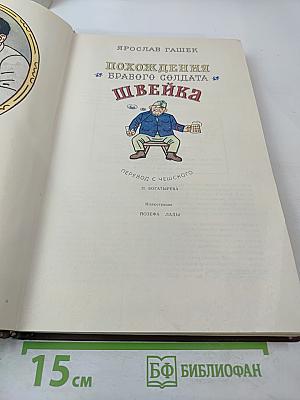 ЯРОСЛАВ ГАШЕК
ПОХОЖДЕНИЯ
БРАВОГО СОЛДАТА
ШВЕЙКА
ПЕРЕВОД С ЧЕШСКОГО
П. БОГАТЫРЕВА
Иллюстрации
ЙОЗЕФА ЛАДЫ
15 см
БФ БИБЛИОФАН